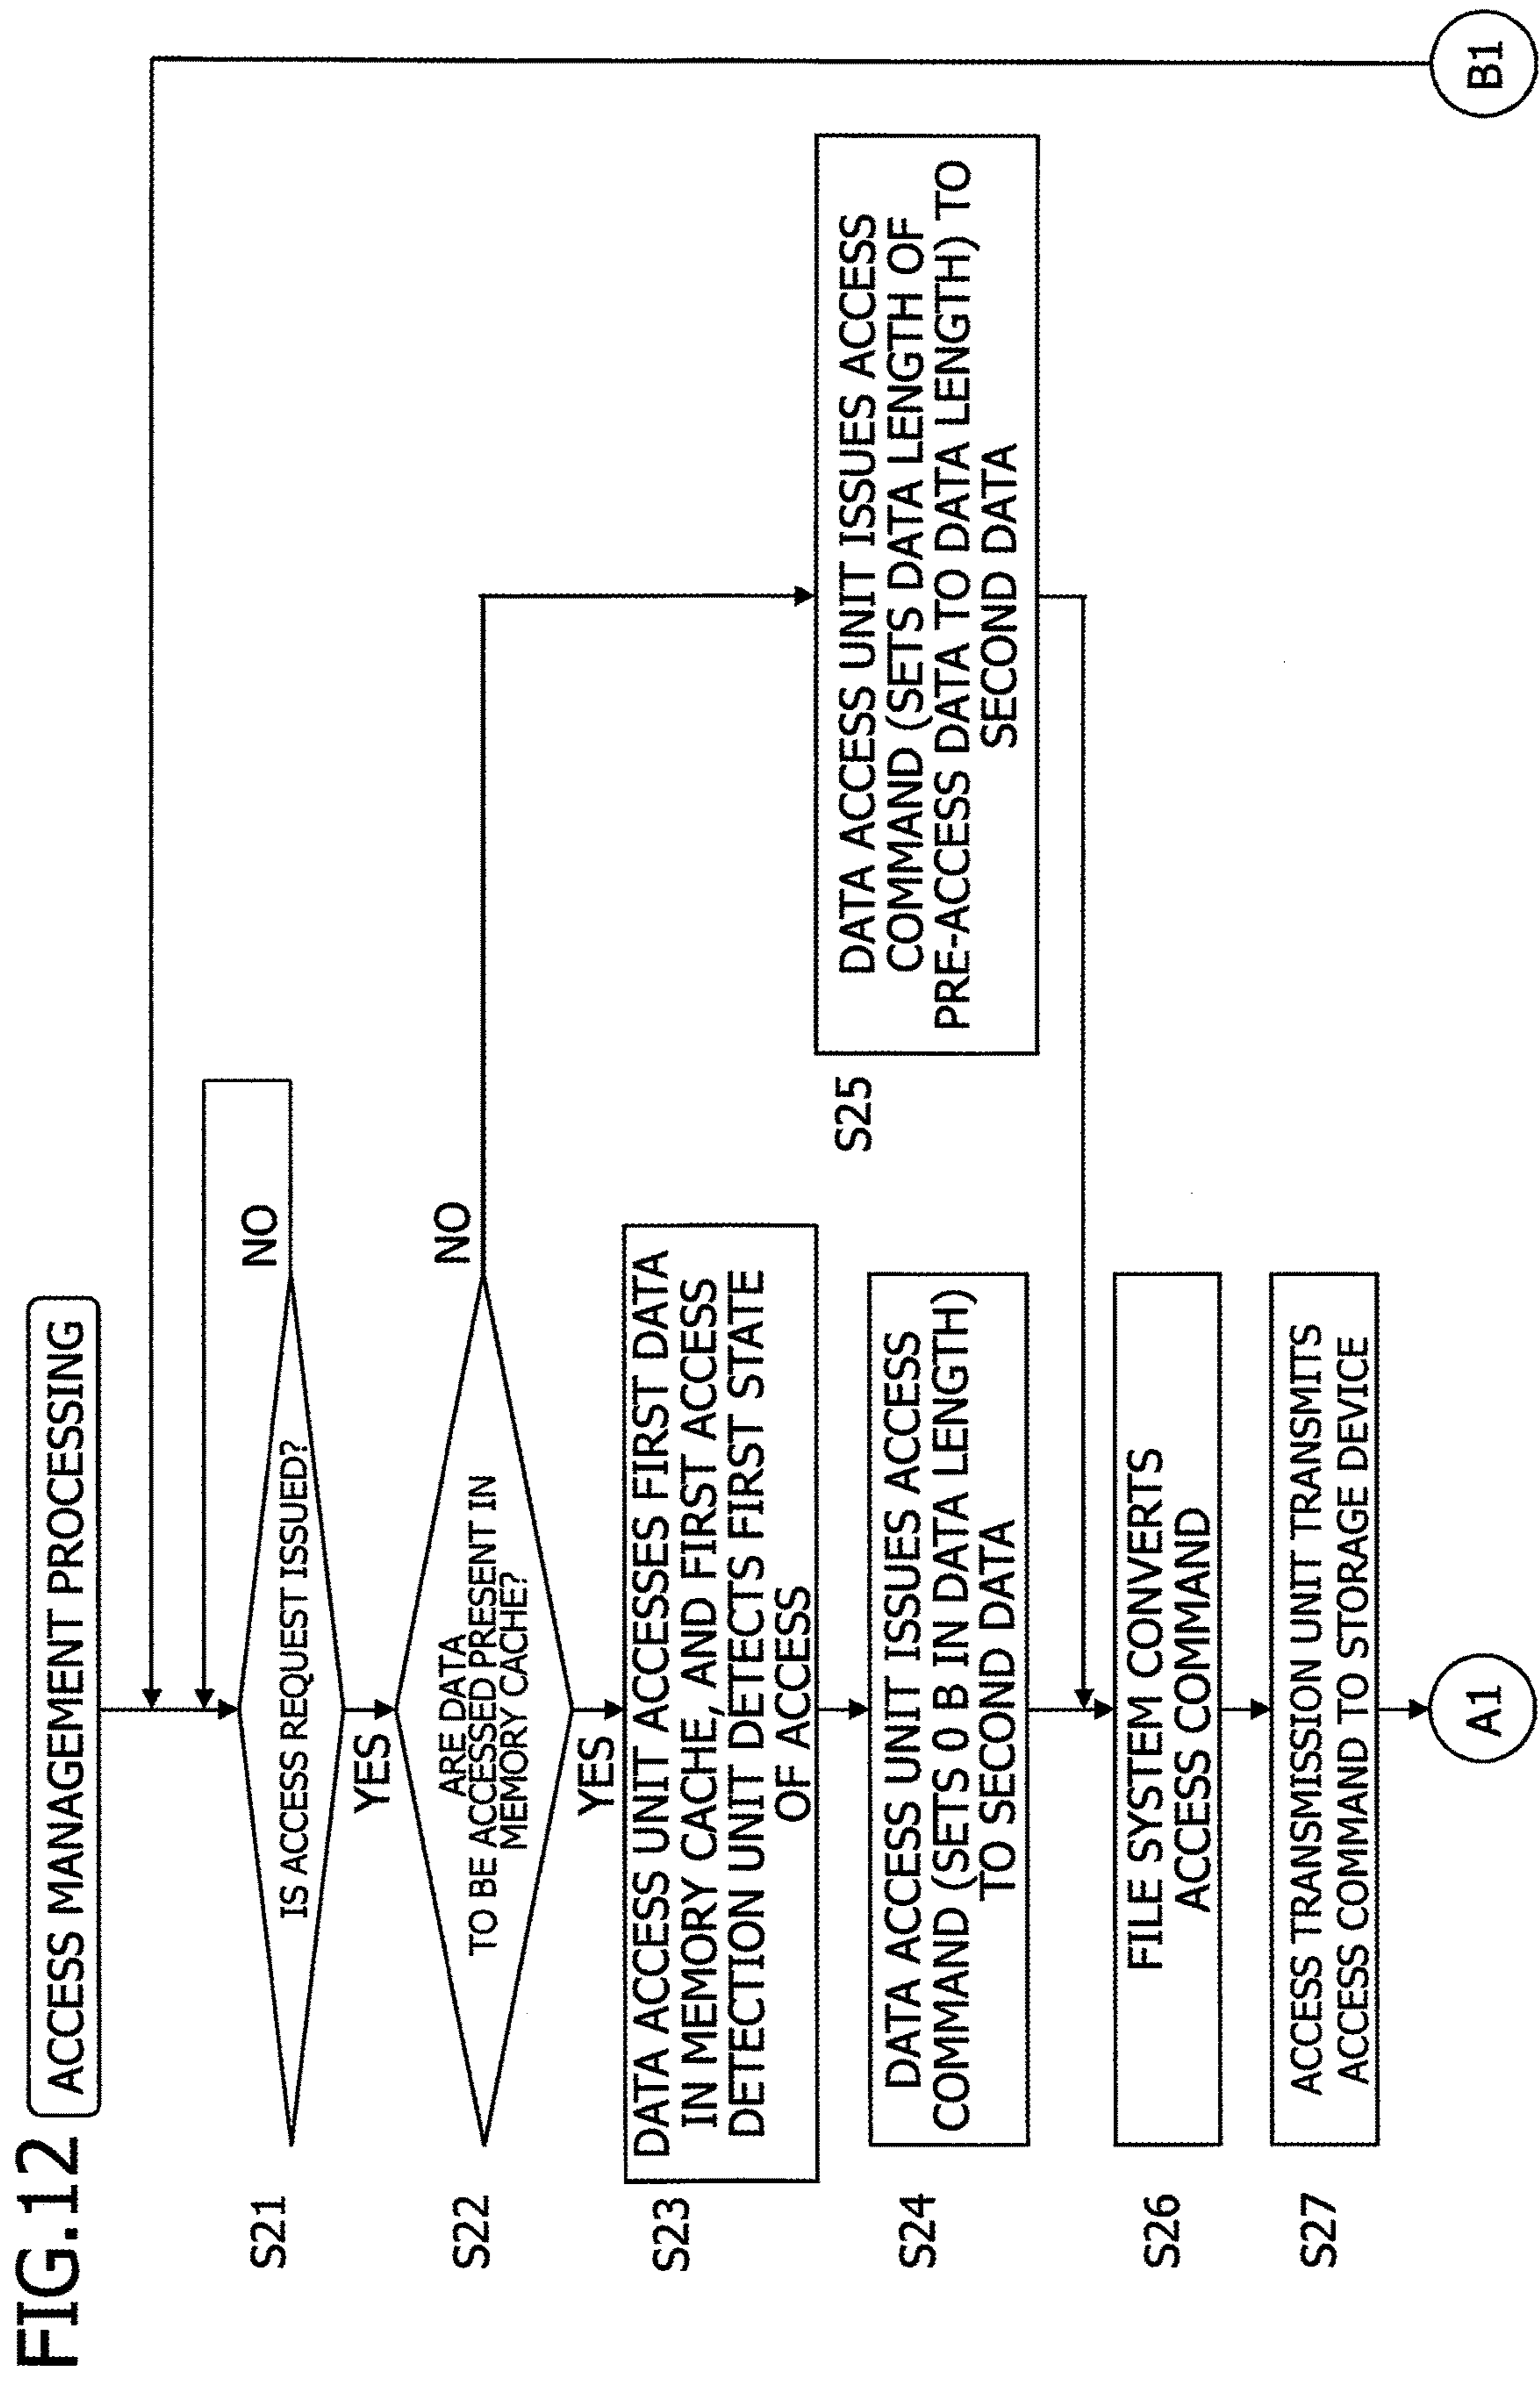 FIG.12
ACCESS MANAGEMENT PROCESSING
S21
IS ACCESS REQUEST ISSUED?
NO
YES
S22
ARE DATA
TO BE ACCESSED PRESENT IN
MEMORY CACHE?
NO
YES
S23
DATA ACCESS UNIT ACCESSES FIRST DATA
IN MEMORY CACHE, AND FIRST ACCESS
DETECTION UNIT DETECTS FIRST STATE
OF ACCESS
S24
DATA ACCESS UNIT ISSUES ACCESS
COMMAND (SETS 0 B IN DATA LENGTH)
TO SECOND DATA
S25
DATA ACCESS UNIT ISSUES ACCESS
COMMAND (SETS DATA LENGTH OF
PRE-ACCESS DATA TO DATA LENGTH) TO
SECOND DATA
S26
FILE SYSTEM CONVERTS
ACCESS COMMAND
S27
ACCESS TRANSMISSION UNIT TRANSMITS
ACCESS COMMAND TO STORAGE DEVICE
A1
B1